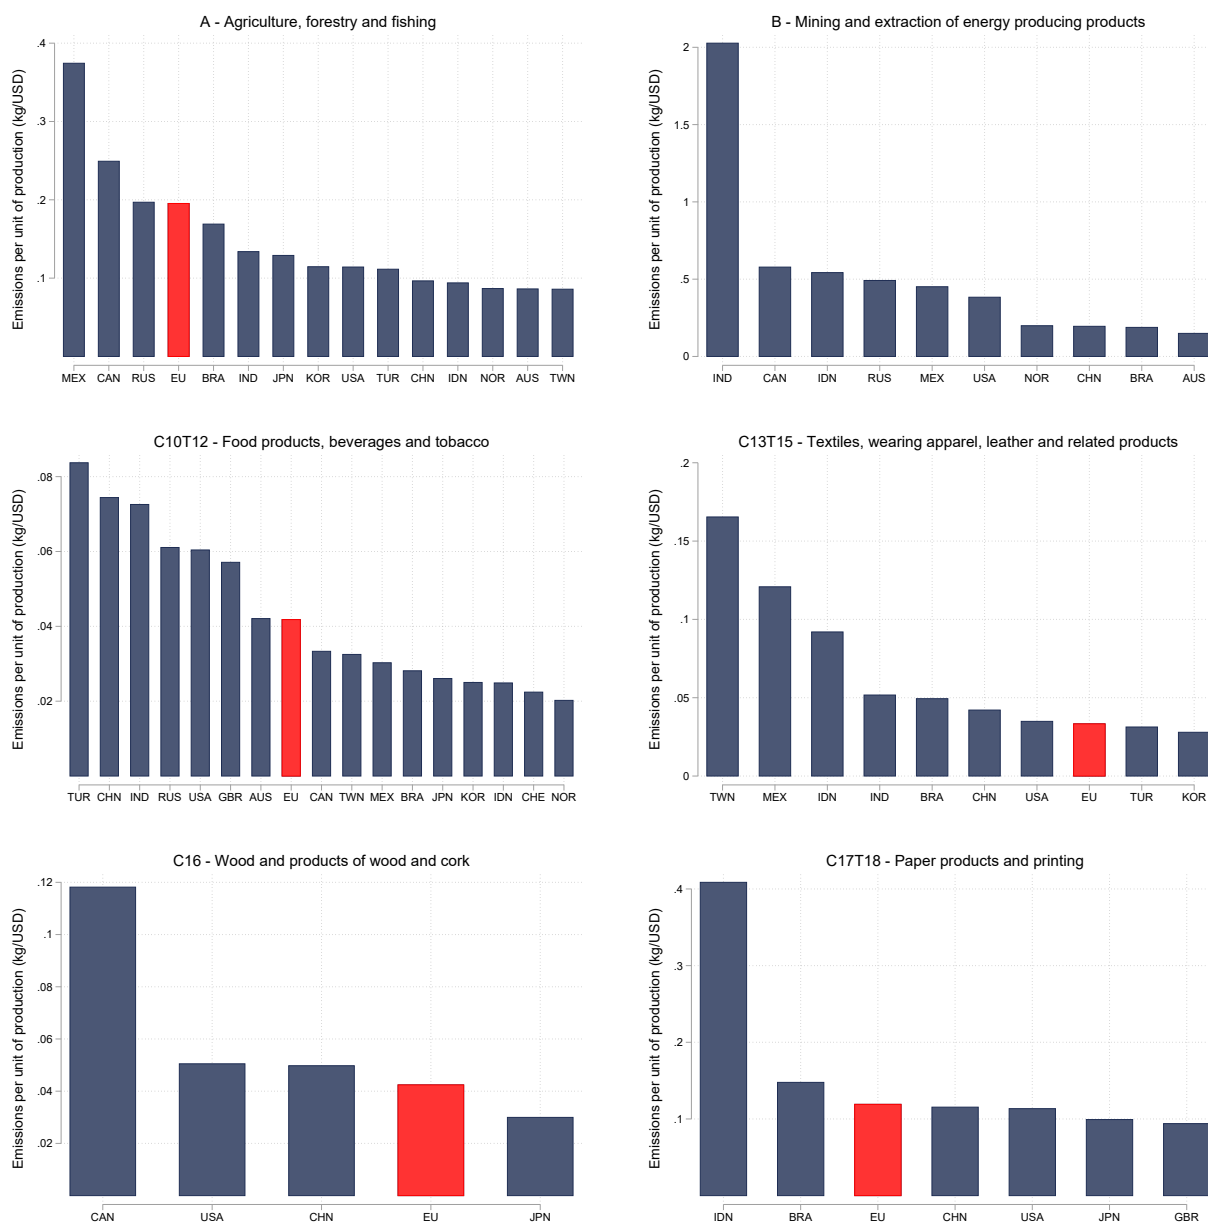 A - Agriculture, forestry and fishing
Emissions per unit of production (kg/USD)
.4
.3
.2
.1
MEX CAN RUS EU BRA IND JPN KOR USA TUR CHN IDN NOR AUS TWN
B - Mining and extraction of energy producing products
Emissions per unit of production (kg/USD)
2
1.5
1
.5
0
IND CAN IDN RUS MEX USA NOR CHN BRA AUS
C10T12 - Food products, beverages and tobacco
Emissions per unit of production (kg/USD)
.08
.06
.04
.02
TUR CHN IND RUS USA GBR AUS EU CAN TWN MEX BRA JPN KOR IDN CHE NOR
C13T15 - Textiles, wearing apparel, leather and related products
Emissions per unit of production (kg/USD)
.2
.15
.1
.05
0
TWN MEX IDN IND BRA CHN USA EU TUR KOR
C16 - Wood and products of wood and cork
Emissions per unit of production (kg/USD)
.12
.1
.08
.06
.04
.02
CAN USA CHN EU JPN
C17T18 - Paper products and printing
Emissions per unit of production (kg/USD)
.4
.3
.2
.1
IDN BRA EU CHN USA JPN GBR